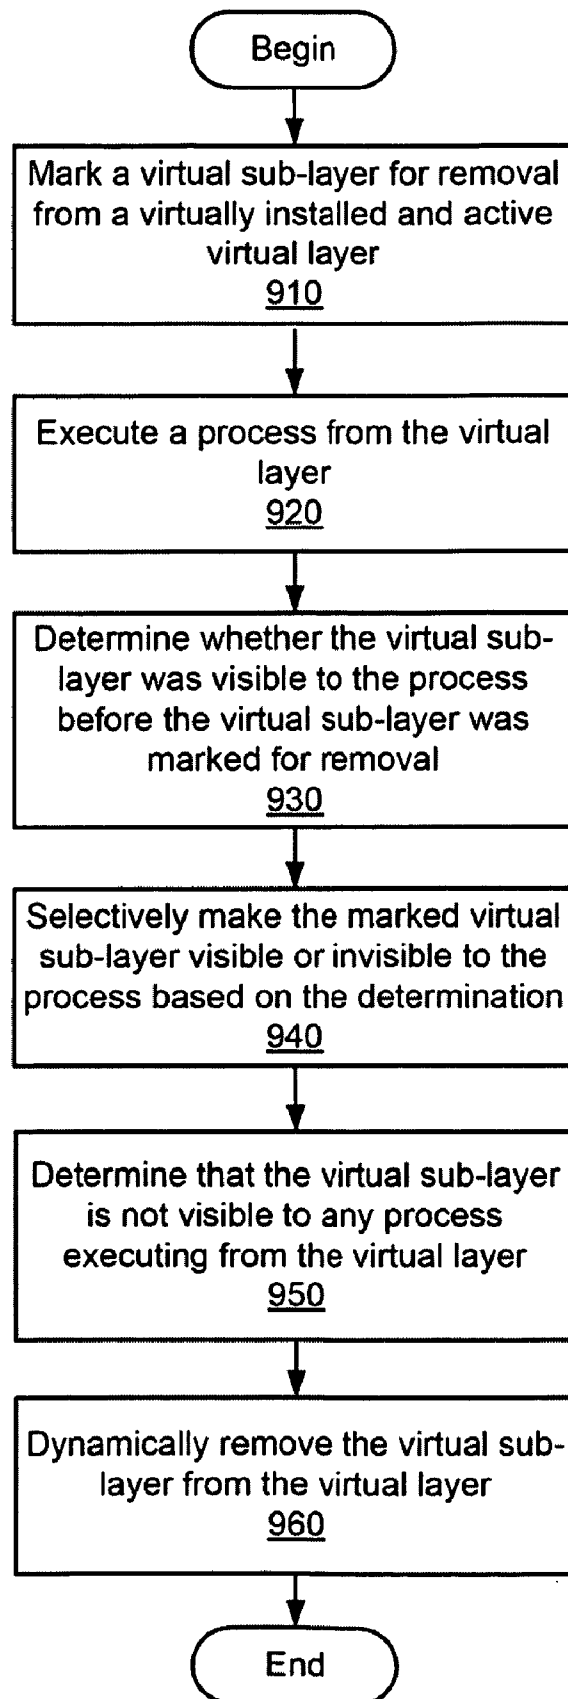 Begin
Mark a virtual sub-layer for removal
from a virtually installed and active
virtual layer
910
Execute a process from the virtual
layer
920
Determine whether the virtual sub-
layer was visible to the process
before the virtual sub-layer was
marked for removal
930
Selectively make the marked virtual
sub-layer visible or invisible to the
process based on the determination
940
Determine that the virtual sub-layer
is not visible to any process
executing from the virtual layer
950
Dynamically remove the virtual sub-
layer from the virtual layer
960
End